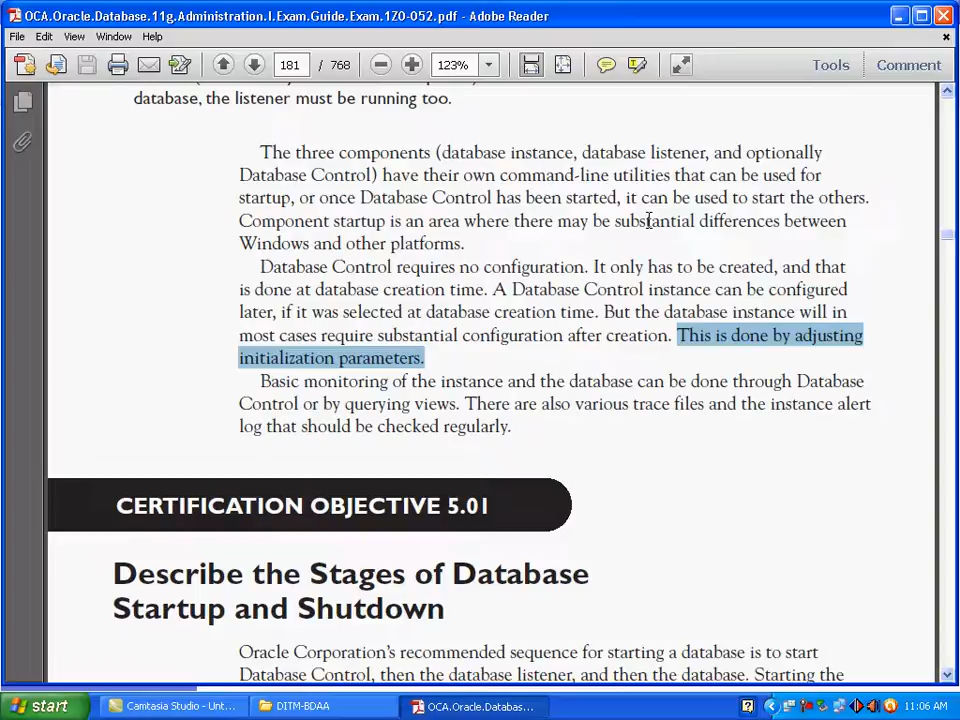 OCA.Oracle.Database.11g.Administration.I.Exam.Guide.Exam.1Z0-052.pdf - Adobe Reader
File Edit View Window Help
181 / 768 123% Tools Comment
database, the listener must be running too.
The three components (database instance, database listener, and optionally
Database Control) have their own command-line utilities that can be used for
startup, or once Database Control has been started, it can be used to start the others.
Component startup is an area where there may be substantial differences between
Windows and other platforms.
Database Control requires no configuration. It only has to be created, and that
is done at database creation time. A Database Control instance can be configured
later, if it was selected at database creation time. But the database instance will in
most cases require substantial configuration after creation. This is done by adjusting
initialization parameters.
Basic monitoring of the instance and the database can be done through Database
Control or by querying views. There are also various trace files and the instance alert
log that should be checked regularly.
CERTIFICATION OBJECTIVE 5.01
Describe the Stages of Database
Startup and Shutdown
Oracle Corporation's recommended sequence for starting a database is to start
Database Control, then the database listener, and then the database. Starting the
start Camtasia Studio - Unt... DITM-BDAA OCA.Oracle.Databas... 11:06 AM